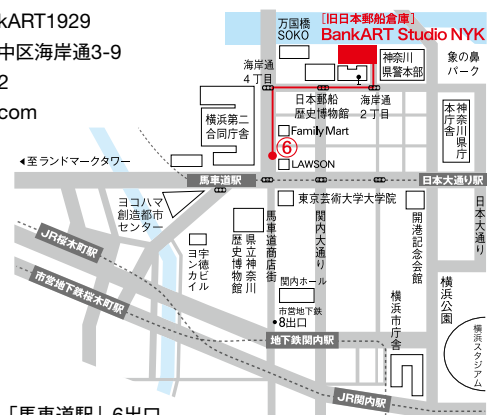 kART1929
中区海岸通3-9
2
com
万国橋
SOKO
［旧日本郵船倉庫］
BankART Studio NYK
神奈川
県警本部
象の鼻
パーク
海岸通
4丁目
日本郵船
歴史博物館
海岸通
2丁目
横浜第二
合同庁舎
FamilyMart
⑥
LAWSON
神奈川県庁
本庁舎
◀至ランドマークタワー
馬車道駅
日本大通り駅
ヨコハマ
創造都市
センター
東京芸術大学大学院
馬車道商店街
関内大通り
開港記念会館
日本大通り
JR桜木町駅
市営地下鉄桜木町駅
宇徳ビル
ヨンカイ
県立神奈川
歴史博物館
関内ホール
市営地下鉄
•8出口
横浜市庁舎
横浜公園
横浜スタジアム
地下鉄関内駅
JR関内駅
「馬車道駅」6出口